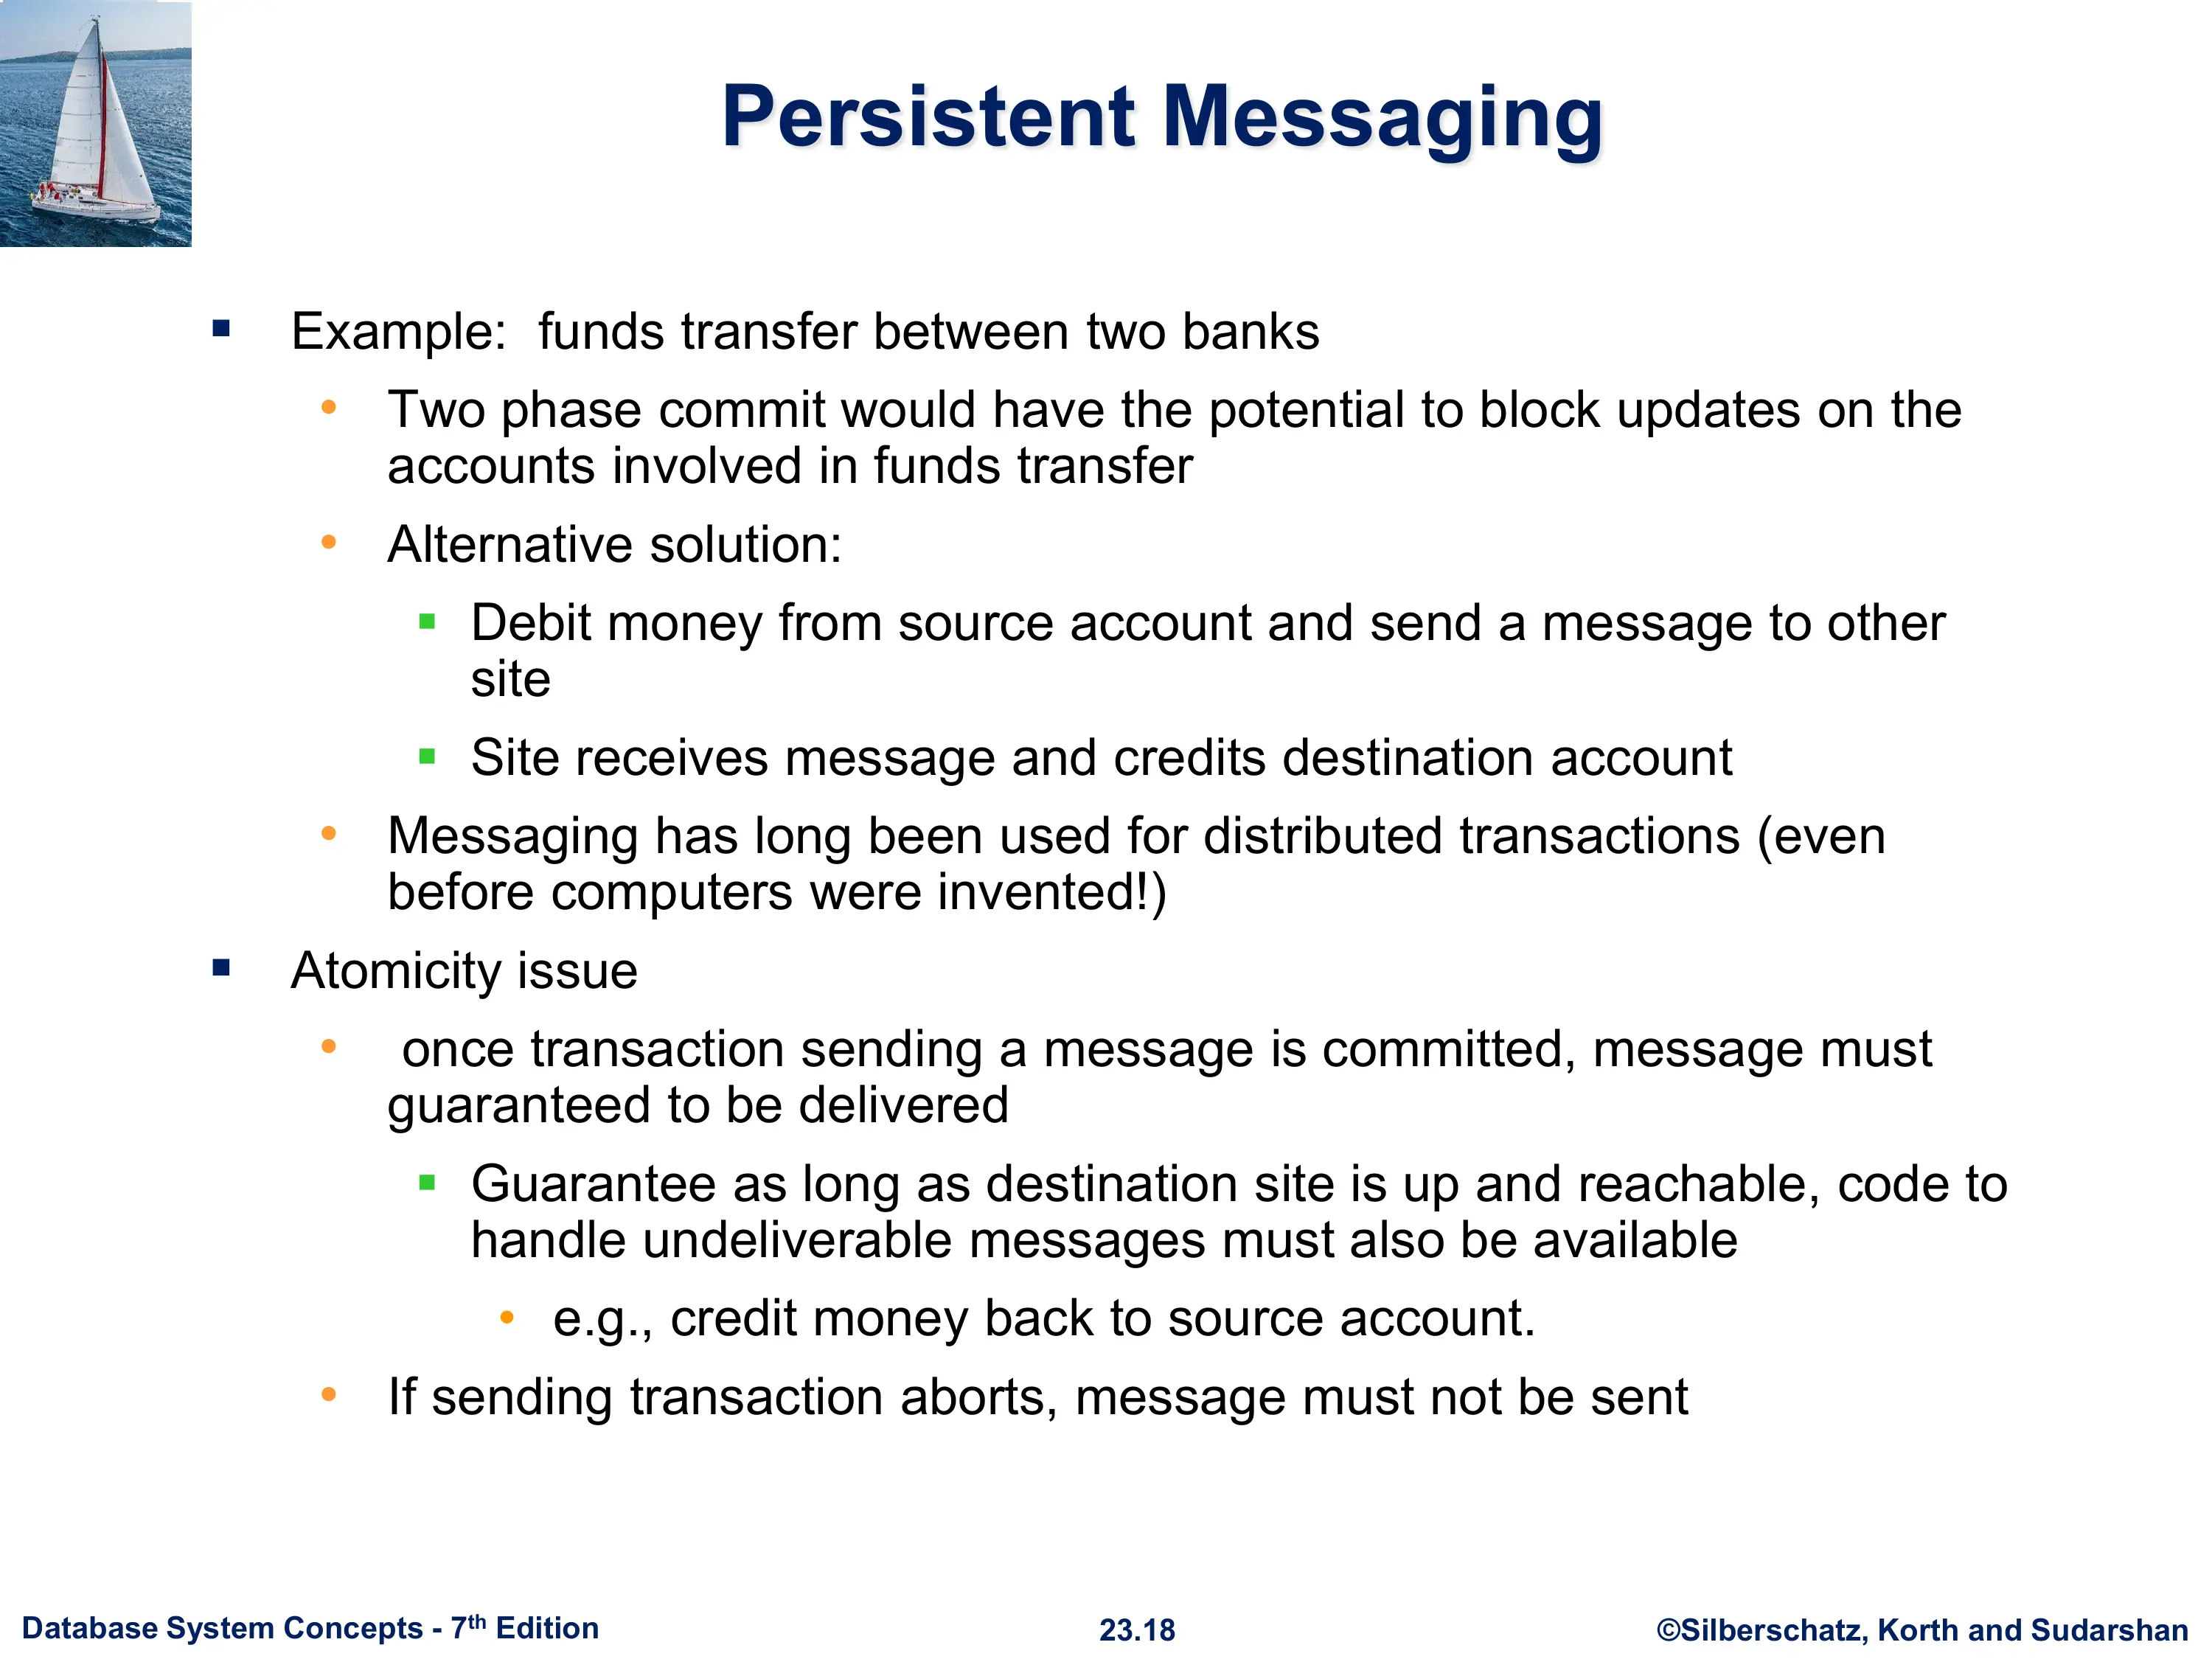 Persistent Messaging
Example:  funds transfer between two banks
Two phase commit would have the potential to block updates on the
accounts involved in funds transfer
Alternative solution:
Debit money from source account and send a message to other
site
Site receives message and credits destination account
Messaging has long been used for distributed transactions (even
before computers were invented!)
Atomicity issue
once transaction sending a message is committed, message must
guaranteed to be delivered
Guarantee as long as destination site is up and reachable, code to
handle undeliverable messages must also be available
e.g., credit money back to source account.
If sending transaction aborts, message must not be sent
Database System Concepts - 7th Edition
23.18
©Silberschatz, Korth and Sudarshan